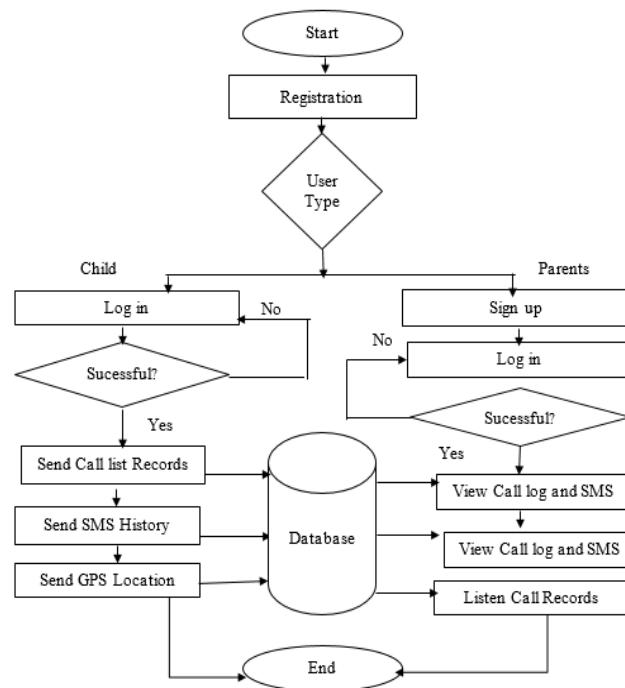 Start
Registration
User
Type
Child
Parents
Log in
No
Sign up
No
Log in
Sucessful?
Sucessful?
Yes
Yes
Send Call list Records
View Call log and SMS
Send SMS History
Database
View Call log and SMS
Send GPS Location
Listen Call Records
End